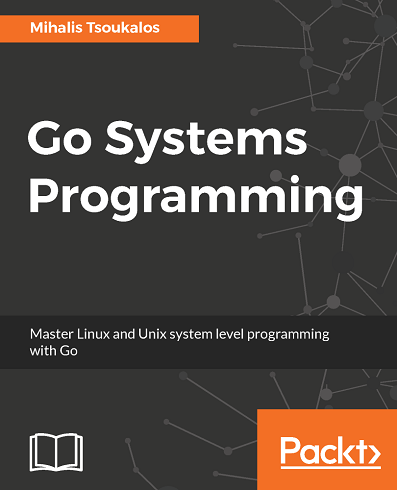 Mihalis Tsoukalos
Go Systems
Programming
Master Linux and Unix system level programming
with Go
Packt>